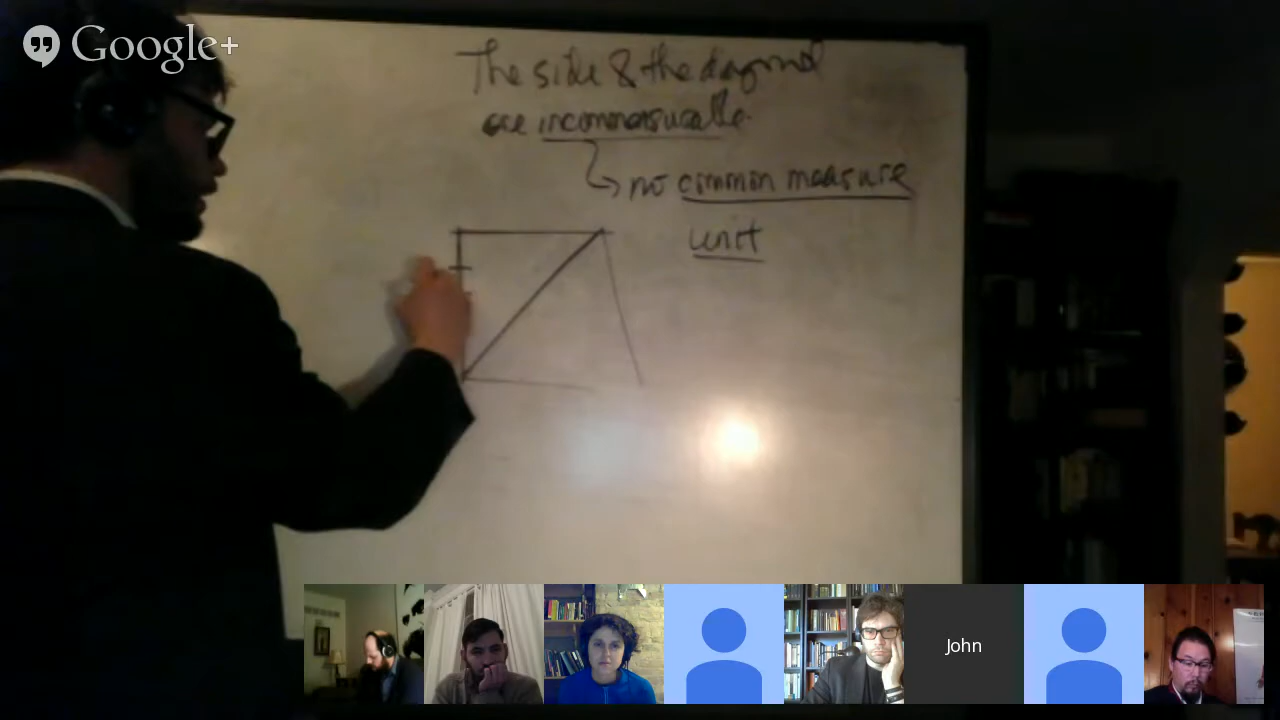 Google+
The side & the diagonal
are incommensurable.
no common measure
unit
John